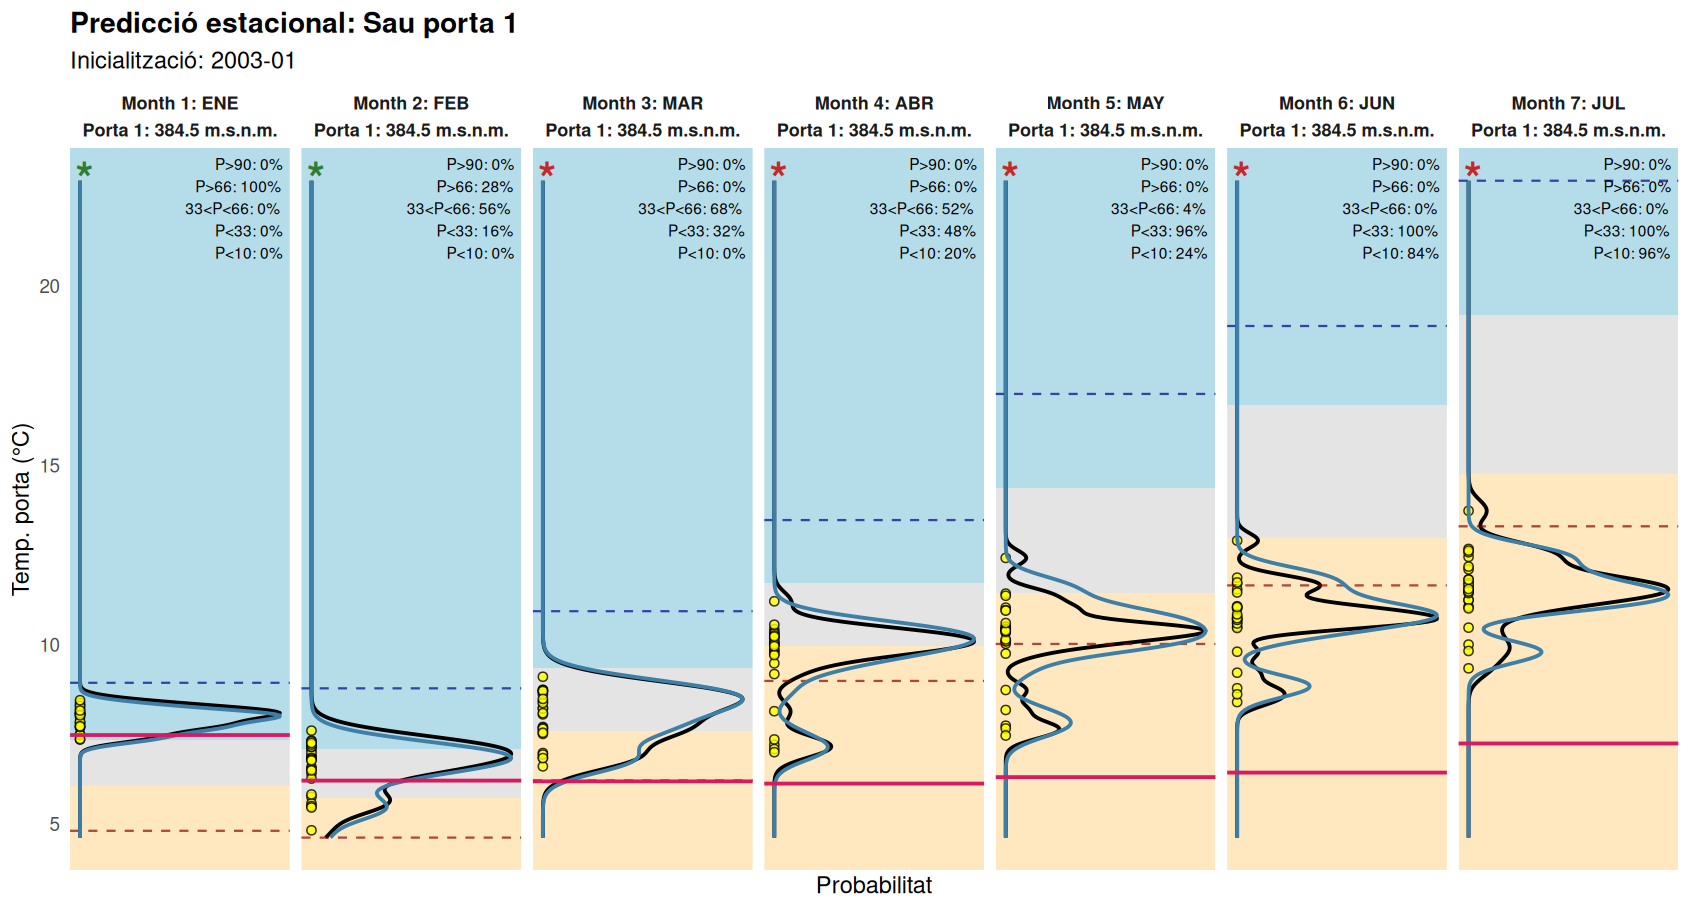 Predicció estacional: Sau porta 1
Inicialització: 2003-01
Month 1: ENE
Porta 1: 384.5 m.s.n.m.
Month 2: FEB
Porta 1: 384.5 m.s.n.m.
Month 3: MAR
Porta 1: 384.5 m.s.n.m.
Month 4: ABR
Porta 1: 384.5 m.s.n.m.
Month 5: MAY
Porta 1: 384.5 m.s.n.m.
Month 6: JUN
Porta 1: 384.5 m.s.n.m.
Month 7: JUL
Porta 1: 384.5 m.s.n.m.
*
P>90: 0%
P>66: 100%
33<P<66: 0%
P<33: 0%
P<10: 0%
*
P>90: 0%
P>66: 28%
33<P<66: 56%
P<33: 16%
P<10: 0%
*
P>90: 0%
P>66: 0%
33<P<66: 68%
P<33: 32%
P<10: 0%
*
P>90: 0%
P>66: 0%
33<P<66: 52%
P<33: 48%
P<10: 20%
*
P>90: 0%
P>66: 0%
33<P<66: 4%
P<33: 96%
P<10: 24%
*
P>90: 0%
P>66: 0%
33<P<66: 0%
P<33: 100%
P<10: 84%
*
P>90: 0%
P>66: 0%
33<P<66: 0%
P<33: 100%
P<10: 96%
20
15
10
5
Temp. porta (°C)
Probabilitat